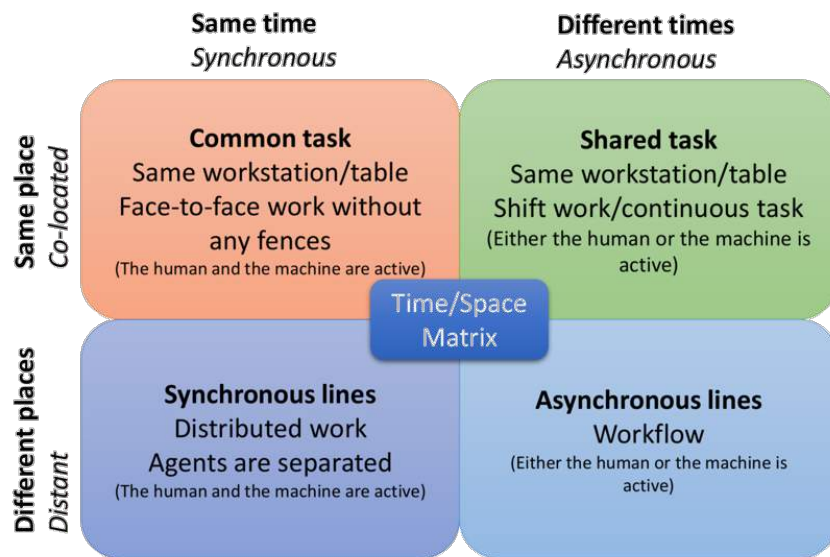 Same time
Synchronous
Different times
Asynchronous
Same place
Co-located
Common task
Same workstation/table
Face-to-face work without
any fences
(The human and the machine are active)
Shared task
Same workstation/table
Shift work/continuous task
(Either the human or the machine is
active)
Time/Space
Matrix
Different places
Distant
Synchronous lines
Distributed work
Agents are separated
(The human and the machine are active)
Asynchronous lines
Workflow
(Either the human or the machine is
active)